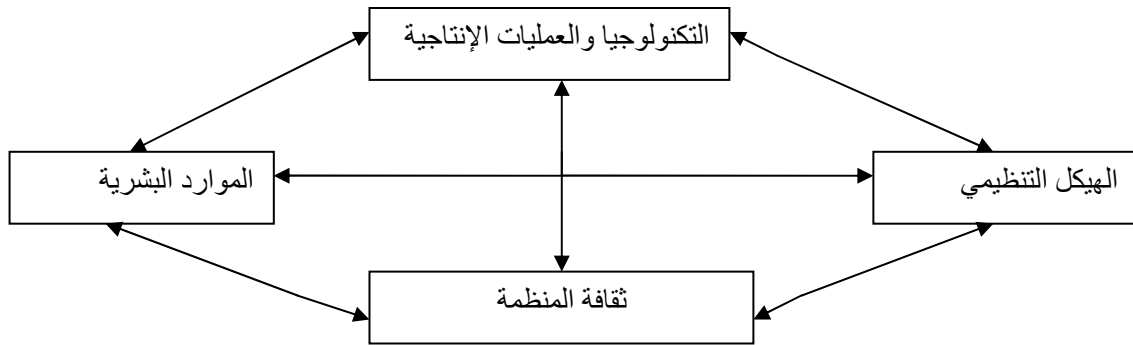 التكنولوجيا والعمليات الإنتاجية
الهيكل التنظيمي
الموارد البشرية
ثقافة المنظمة